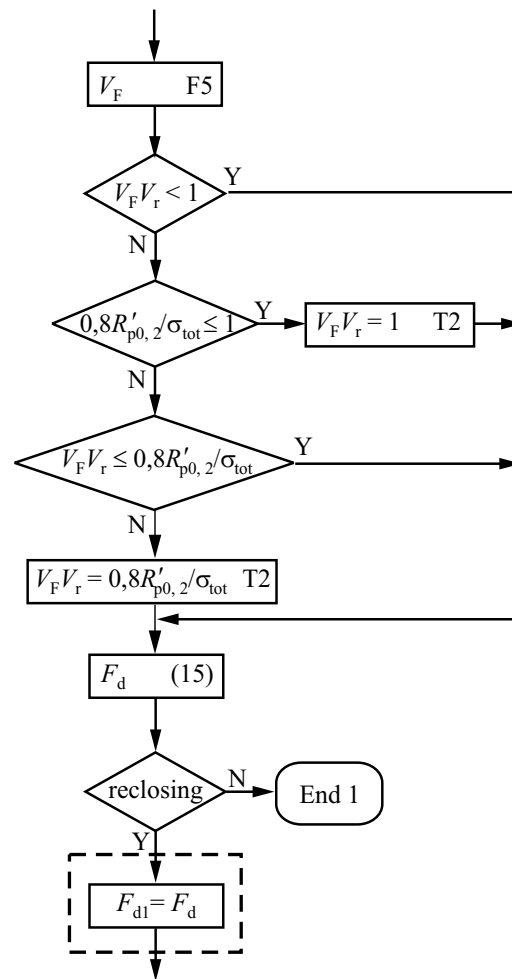 V_F F5
V_F V_r < 1
Y
N
0,8R′_p0, 2/σ_tot ≤ 1
Y
V_F V_r = 1 T2
N
V_F V_r ≤ 0,8R′_p0, 2/σ_tot
Y
N
V_F V_r = 0,8R′_p0, 2/σ_tot T2
F_d (15)
reclosing
N
End 1
Y
F_d1 = F_d